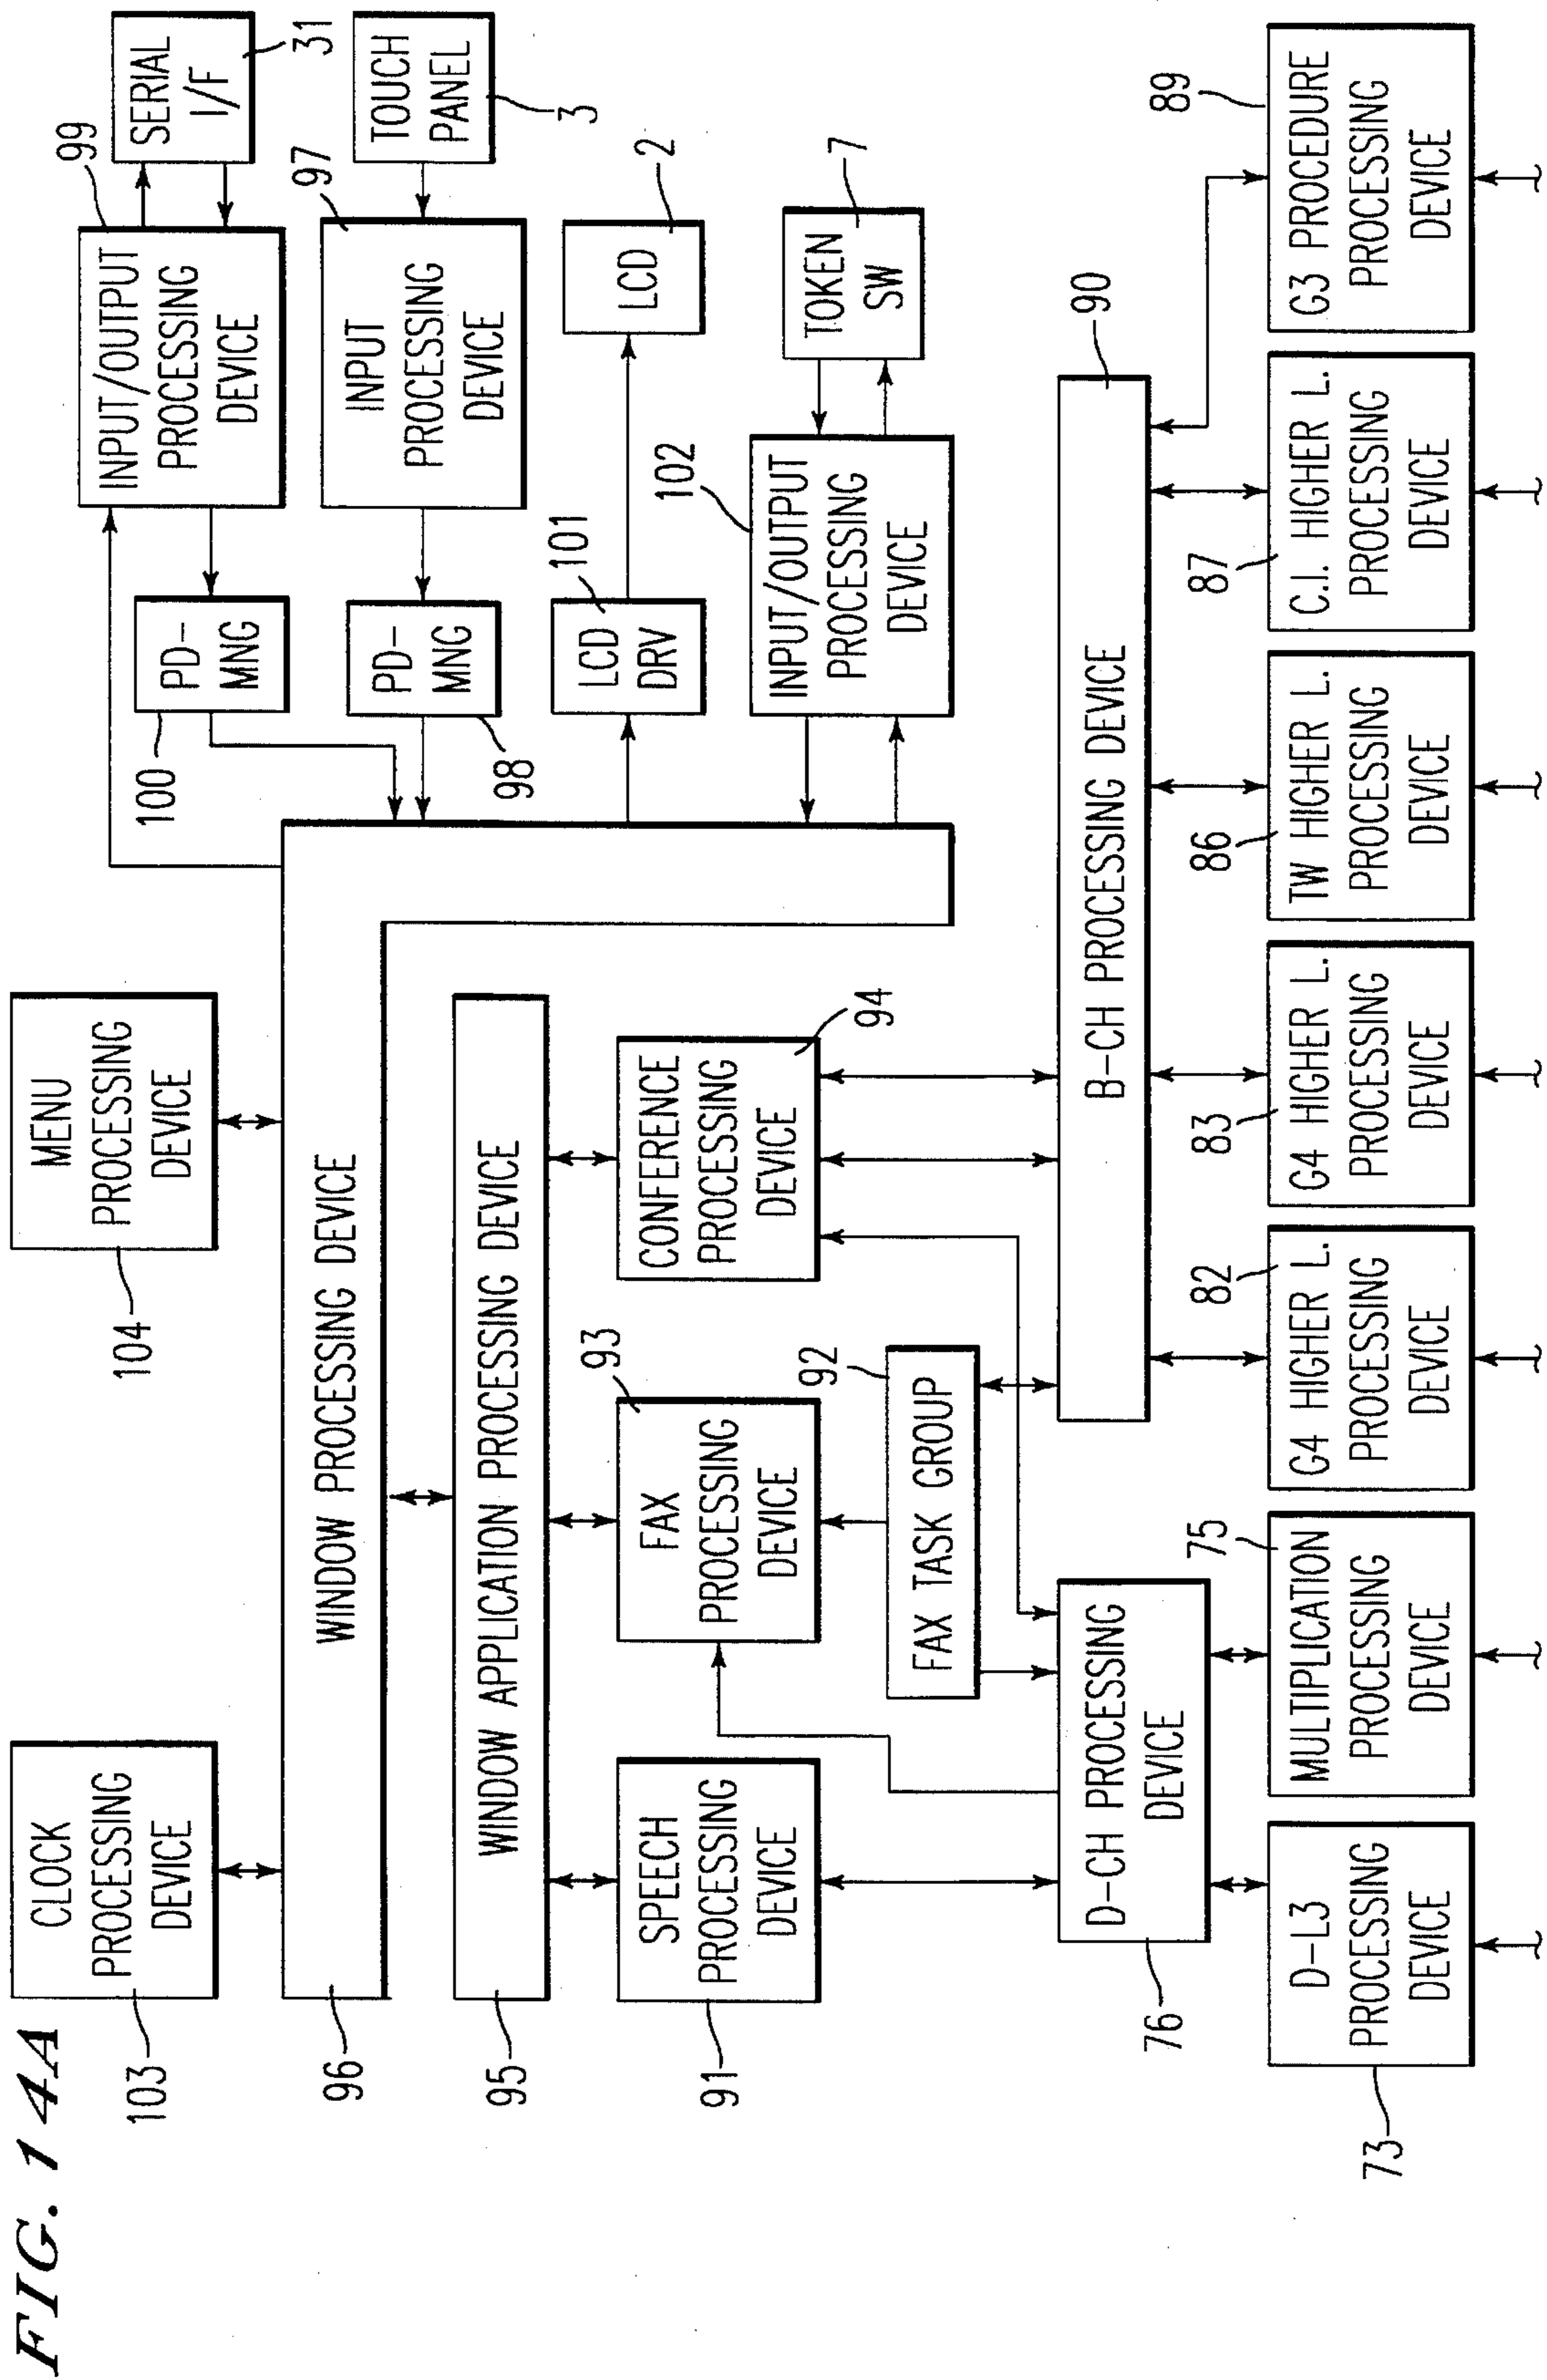 FIG. 14A
CLOCK
PROCESSING
DEVICE
103
MENU
PROCESSING
DEVICE
104
WINDOW PROCESSING DEVICE
96
WINDOW APPLICATION PROCESSING DEVICE
95
INPUT/OUTPUT
PROCESSING
DEVICE
99
SERIAL
I/F
31
PD-
MNG
100
INPUT
PROCESSING
DEVICE
97
TOUCH
PANEL
3
PD-
MNG
98
LCD
DRV
101
LCD
2
INPUT/OUTPUT
PROCESSING
DEVICE
102
TOKEN
SW
7
SPEECH
PROCESSING
DEVICE
91
FAX
PROCESSING
DEVICE
93
CONFERENCE
PROCESSING
DEVICE
94
FAX TASK GROUP
92
D-CH PROCESSING
DEVICE
76
B-CH PROCESSING DEVICE
90
D-L3
PROCESSING
DEVICE
73
MULTIPLICATION
PROCESSING
DEVICE
75
G4 HIGHER L.
PROCESSING
DEVICE
82
G4 HIGHER L.
PROCESSING
DEVICE
83
TW HIGHER L.
PROCESSING
DEVICE
86
C.I. HIGHER L.
PROCESSING
DEVICE
87
G3 PROCEDURE
PROCESSING
DEVICE
89